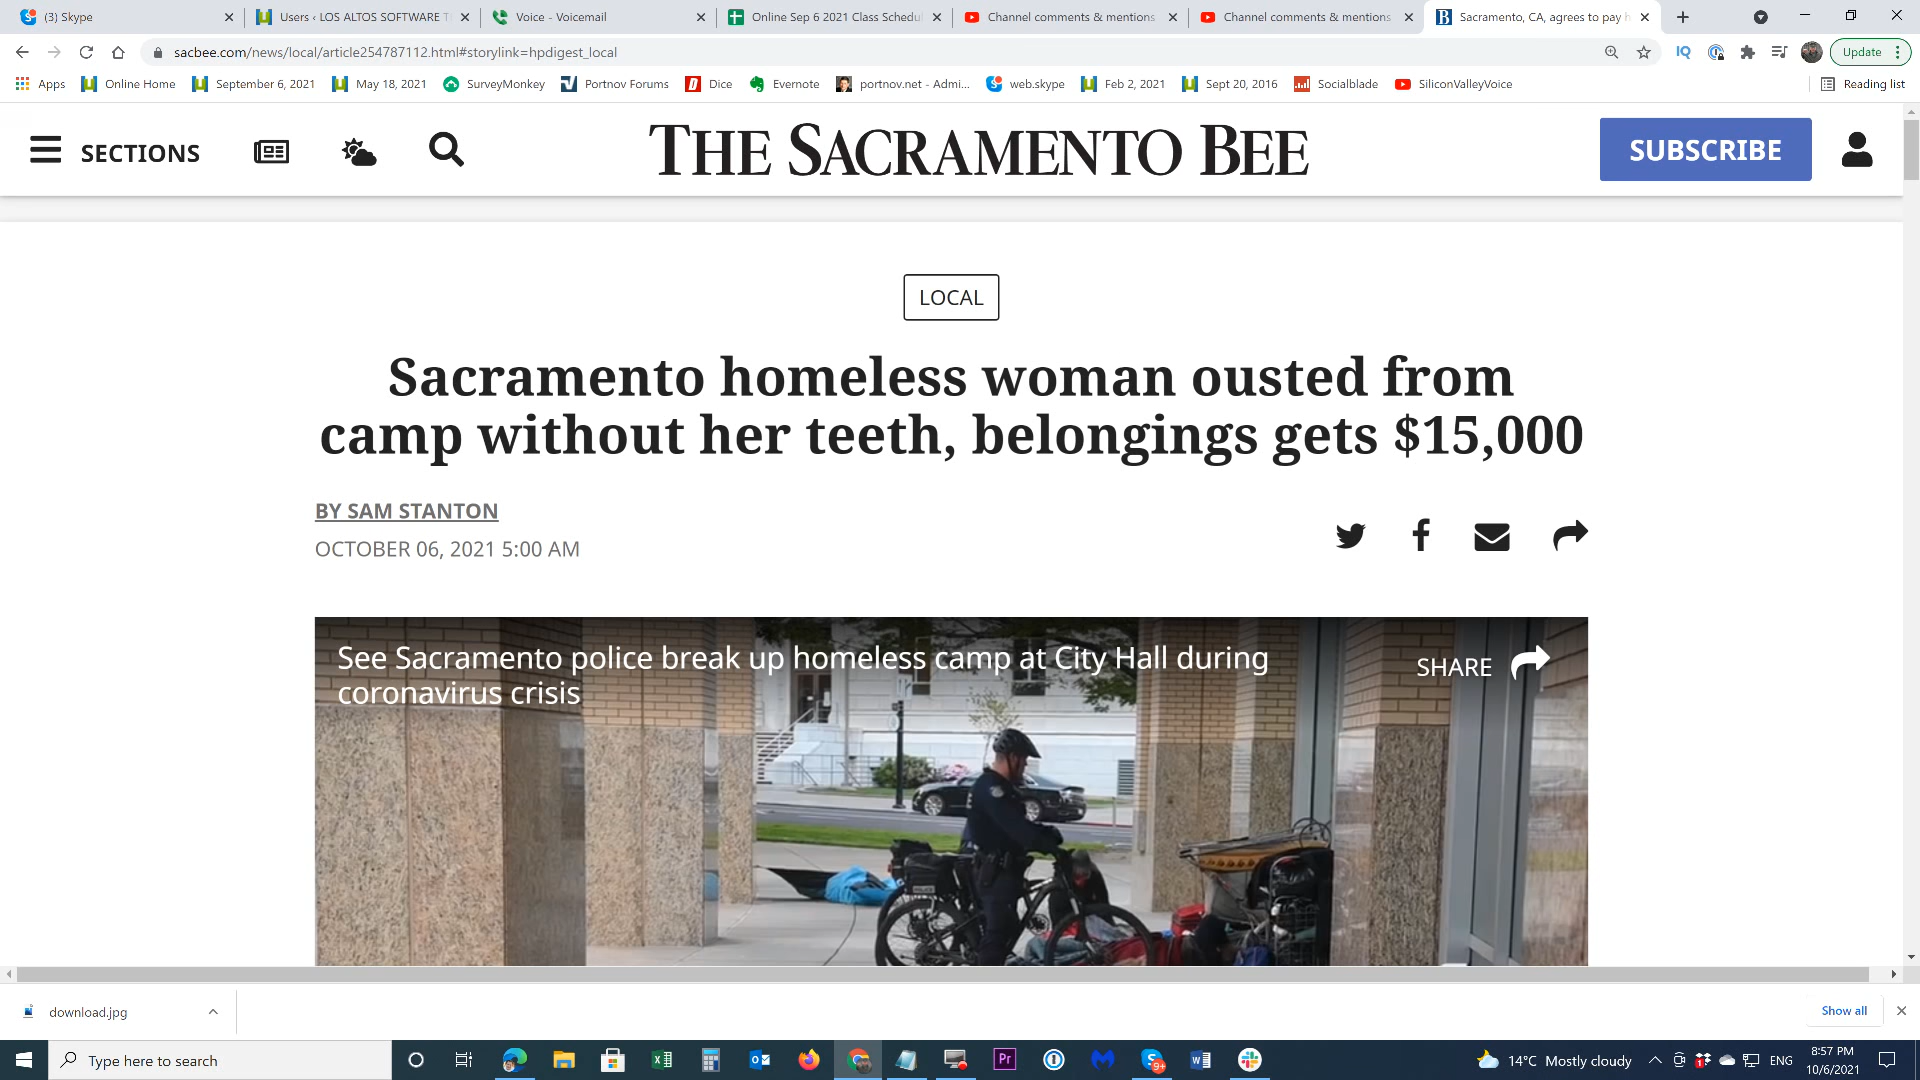 (3) Skype
Users ‹ LOS ALTOS SOFTWARE T
Voice - Voicemail
Online Sep 6 2021 Class Schedul
Channel comments & mentions
Channel comments & mentions
Sacramento, CA, agrees to pay h
sacbee.com/news/local/article254787112.html#storylink=hpdigest_local
IQ
Update
Apps
Online Home
September 6, 2021
May 18, 2021
SurveyMonkey
Portnov Forums
Dice
Evernote
portnov.net - Admi...
web.skype
Feb 2, 2021
Sept 20, 2016
Socialblade
SiliconValleyVoice
Reading list
SECTIONS
THE SACRAMENTO BEE
SUBSCRIBE
LOCAL
Sacramento homeless woman ousted from
camp without her teeth, belongings gets $15,000
BY SAM STANTON
OCTOBER 06, 2021 5:00 AM
See Sacramento police break up homeless camp at City Hall during
coronavirus crisis
SHARE
download.jpg
Show all
Type here to search
Pr
9+
14°C Mostly cloudy
ENG
8:57 PM
10/6/2021